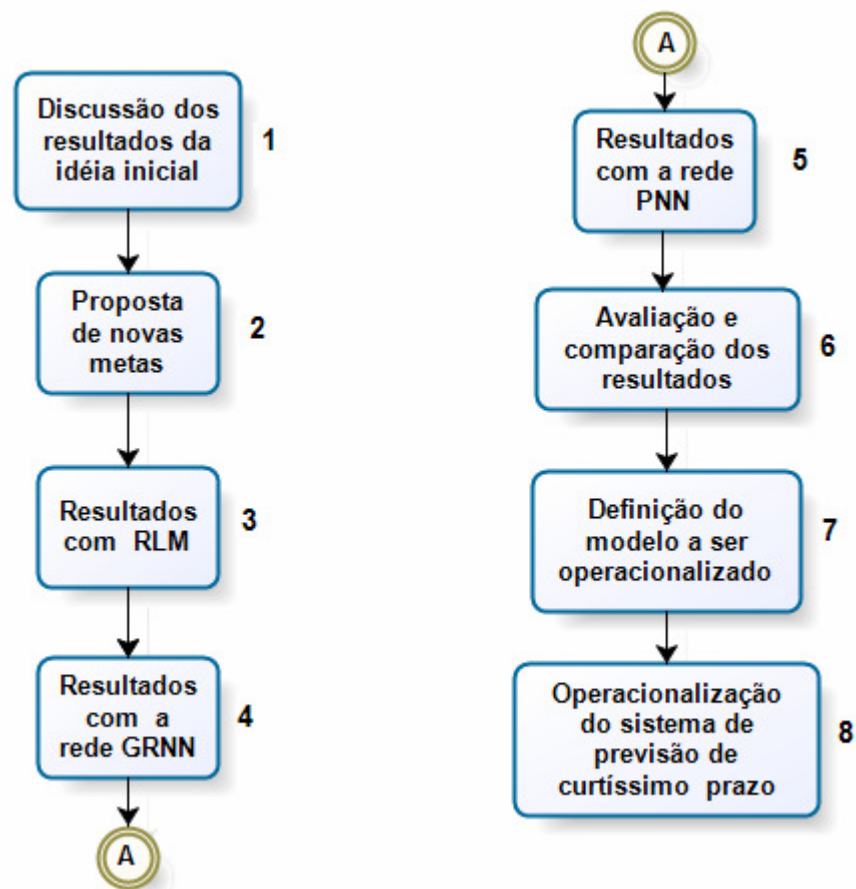 Discussão dos
resultados da
idéia inicial
1
Proposta
de novas
metas
2
Resultados
com RLM
3
Resultados
com a
rede GRNN
4
A
A
Resultados
com a rede
PNN
5
Avaliação e
comparação dos
resultados
6
Definição do
modelo a ser
operacionalizado
7
Operacionalização
do sistema de
previsão de
curtíssimo prazo
8